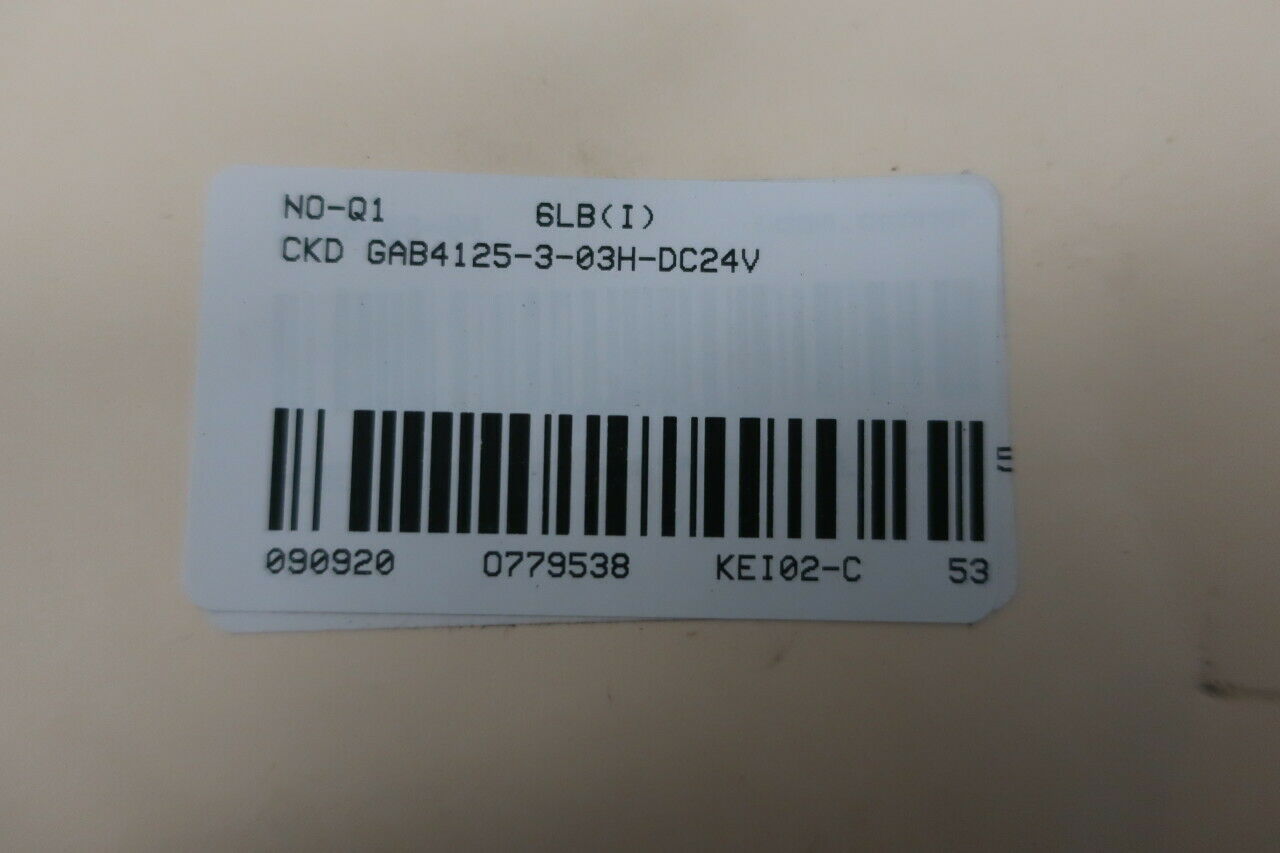 NO-Q1 6LB(I)
CKD GAB4125-3-03H-DC24V
090920 0779538 KEI02-C 53